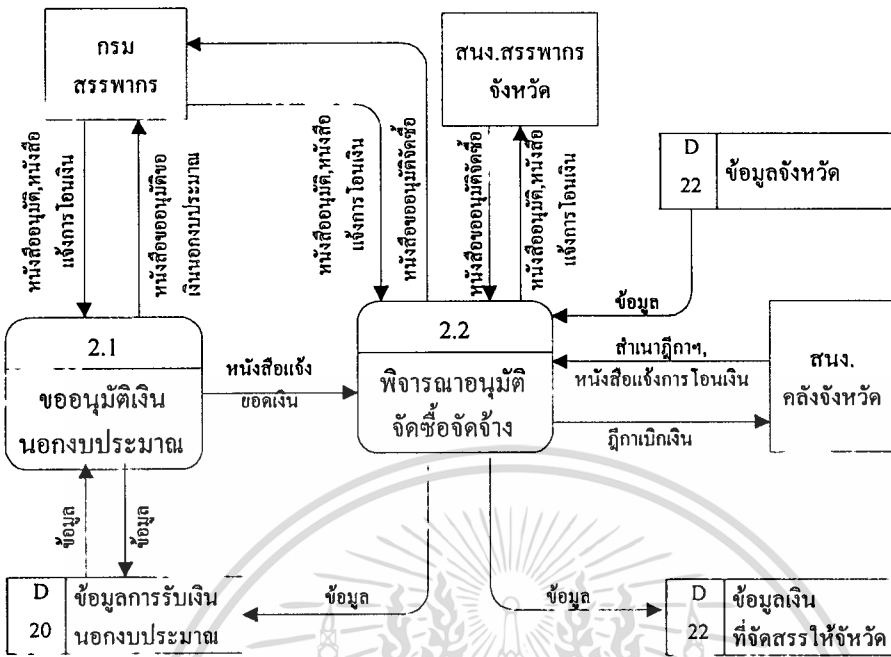 กรม
สรรพากร
สนง.สรรพากร
จังหวัด
หนังสืออนุมัติ,หนังสือ
แจ้งการโอนเงิน
หนังสือขออนุมัติขอ
เงินนอกงบประมาณ
หนังสืออนุมัติ,หนังสือ
แจ้งการโอนเงิน
หนังสือขออนุมัติจัดซื้อ
หนังสือขออนุมัติจัดซื้อ
หนังสืออนุมัติ,หนังสือ
แจ้งการโอนเงิน
D
22
ข้อมูลจังหวัด
ข้อมูล
2.1
ขออนุมัติเงิน
นอกงบประมาณ
หนังสือแจ้ง
ยอดเงิน
2.2
พิจารณาอนุมัติ
จัดซื้อจัดจ้าง
สำเนาฎีกาฯ,
หนังสือแจ้งการโอนเงิน
ฎีกาเบิกเงิน
สนง.
คลังจังหวัด
ข้อมูล
ข้อมูล
D
20
ข้อมูลการรับเงิน
นอกงบประมาณ
ข้อมูล
ข้อมูล
D
22
ข้อมูลเงิน
ที่จัดสรรให้จังหวัด